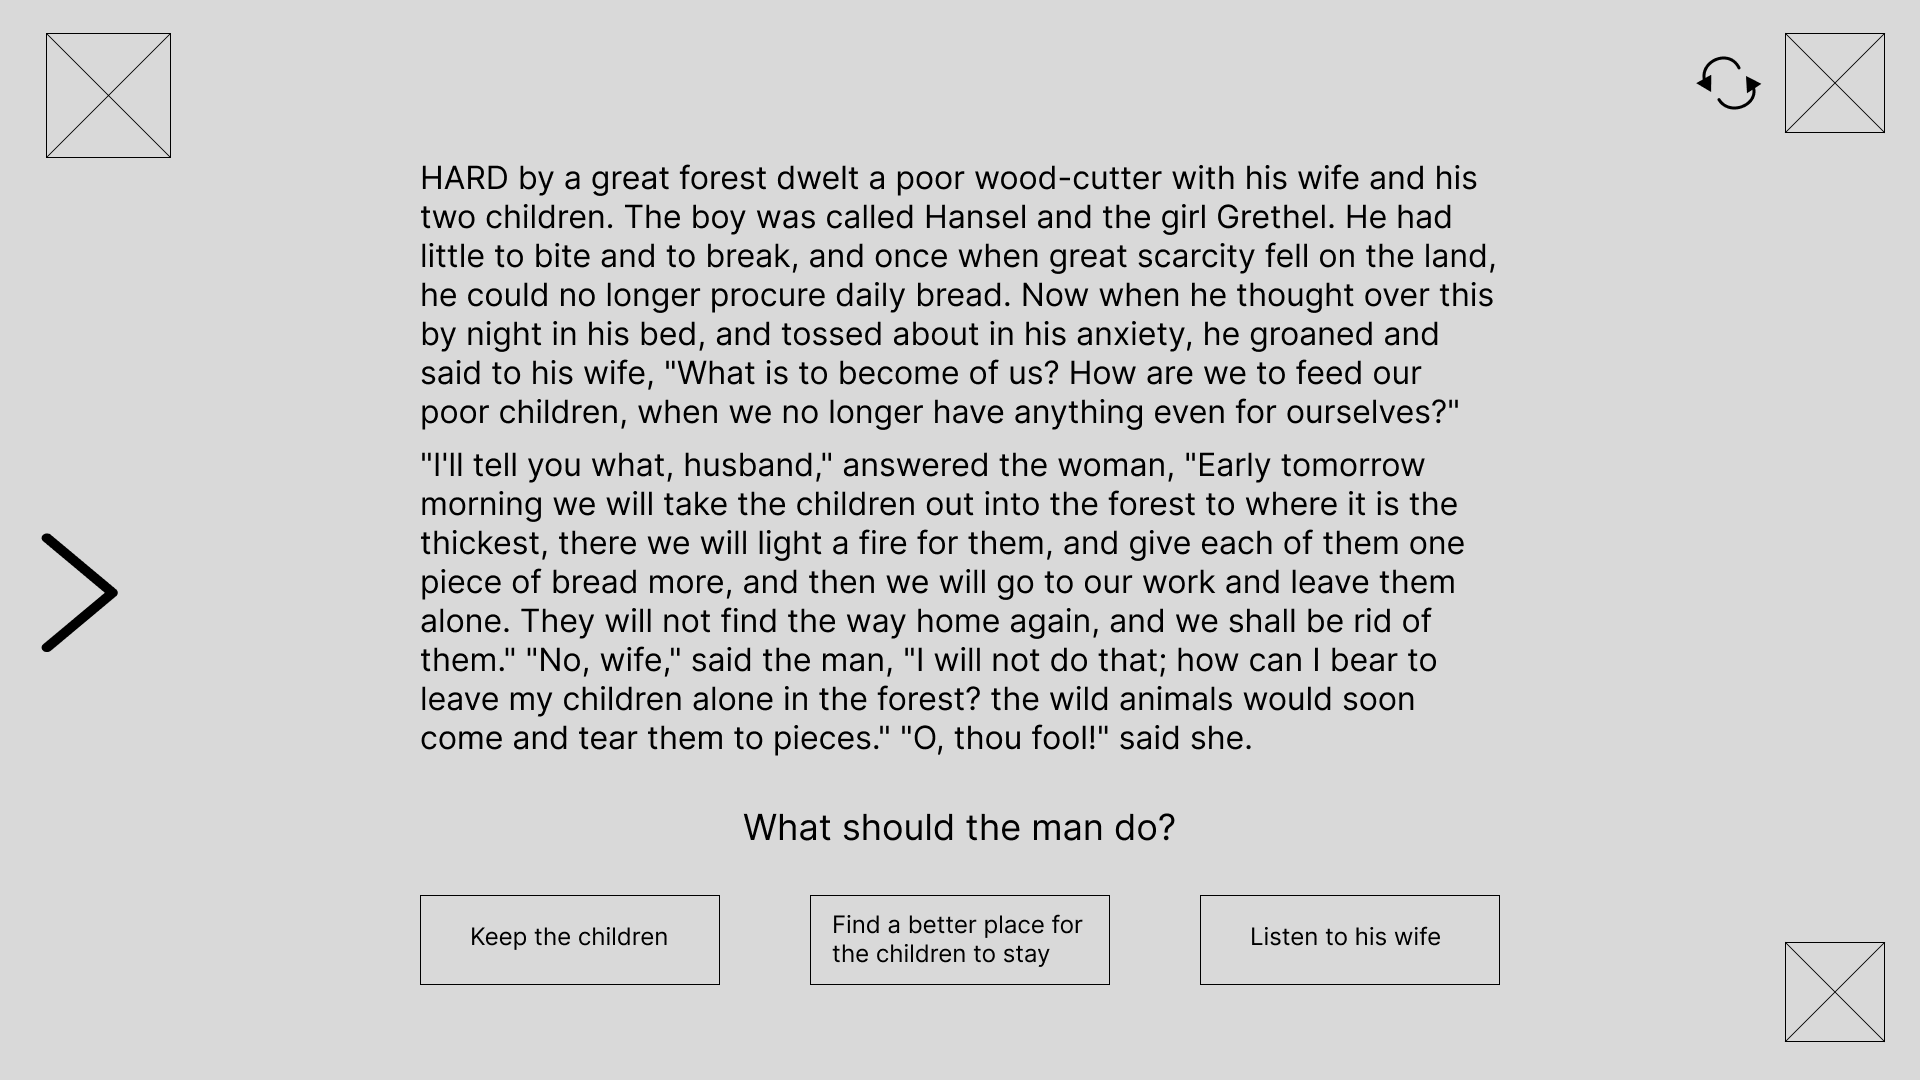 HARD by a great forest dwelt a poor wood-cutter with his wife and his
two children. The boy was called Hansel and the girl Grethel. He had
little to bite and to break, and once when great scarcity fell on the land,
he could no longer procure daily bread. Now when he thought over this
by night in his bed, and tossed about in his anxiety, he groaned and
said to his wife, "What is to become of us? How are we to feed our
poor children, when we no longer have anything even for ourselves?"
"I'll tell you what, husband," answered the woman, "Early tomorrow
morning we will take the children out into the forest to where it is the
thickest, there we will light a fire for them, and give each of them one
piece of bread more, and then we will go to our work and leave them
alone. They will not find the way home again, and we shall be rid of
them." "No, wife," said the man, "I will not do that; how can I bear to
leave my children alone in the forest? the wild animals would soon
come and tear them to pieces." "O, thou fool!" said she.
What should the man do?
Keep the children
Find a better place for
the children to stay
Listen to his wife